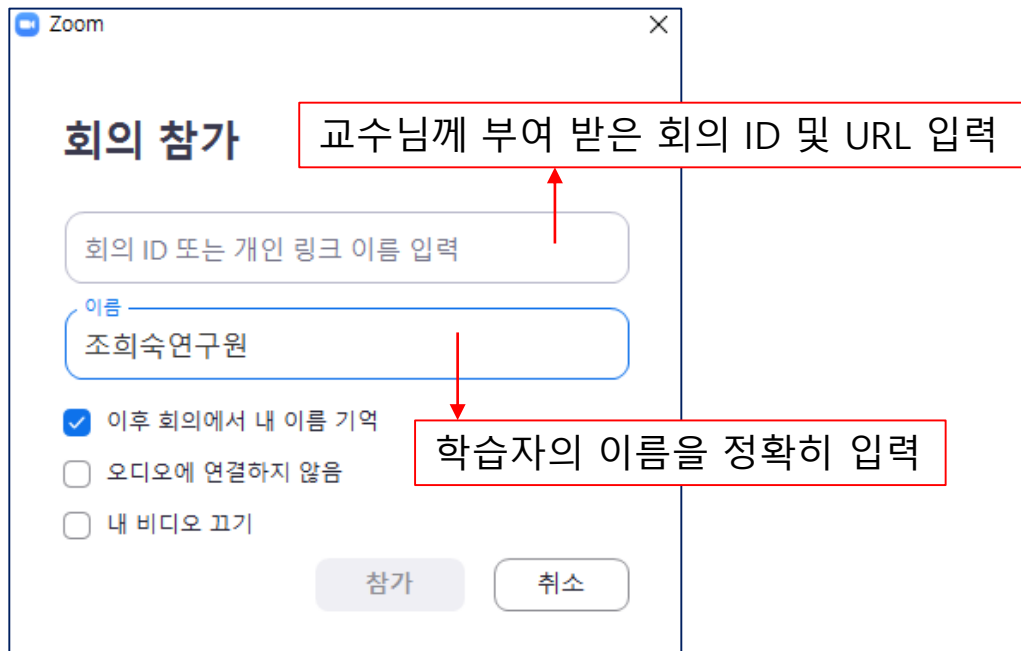 Zoom
회의 참가
교수님께 부여 받은 회의 ID 및 URL 입력
회의 ID 또는 개인 링크 이름 입력
이름
조희숙연구원
이후 회의에서 내 이름 기억
학습자의 이름을 정확히 입력
오디오에 연결하지 않음
내 비디오 끄기
참가
취소